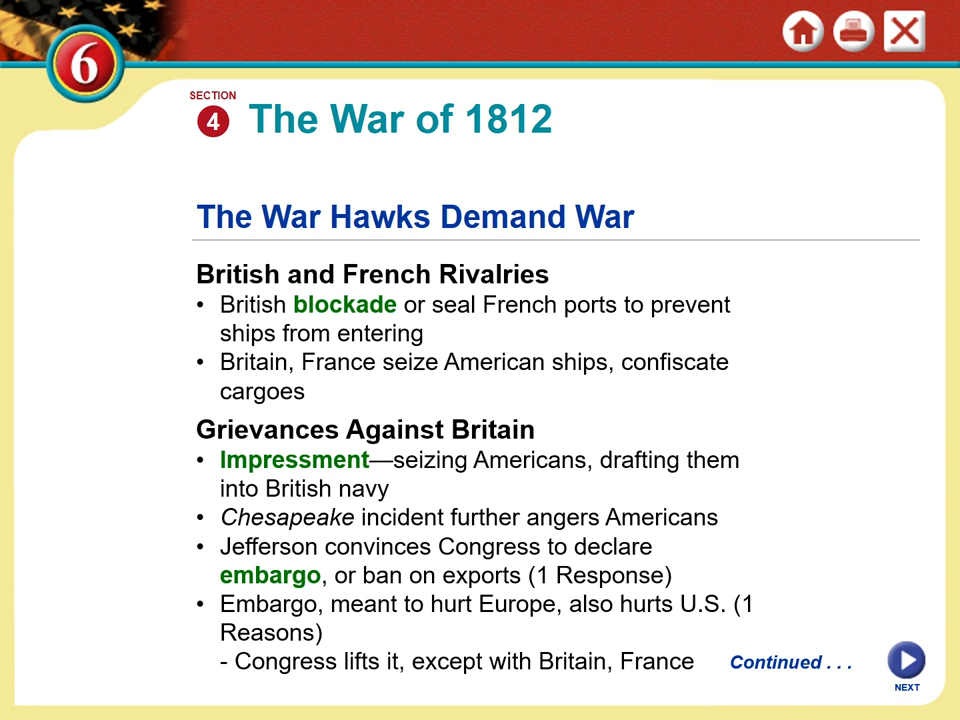 6
SECTION
4 The War of 1812
The War Hawks Demand War
British and French Rivalries
• British blockade or seal French ports to prevent
ships from entering
• Britain, France seize American ships, confiscate
cargoes
Grievances Against Britain
• Impressment—seizing Americans, drafting them
into British navy
• Chesapeake incident further angers Americans
• Jefferson convinces Congress to declare
embargo, or ban on exports (1 Response)
• Embargo, meant to hurt Europe, also hurts U.S. (1
Reasons)
- Congress lifts it, except with Britain, France
Continued . . .
NEXT